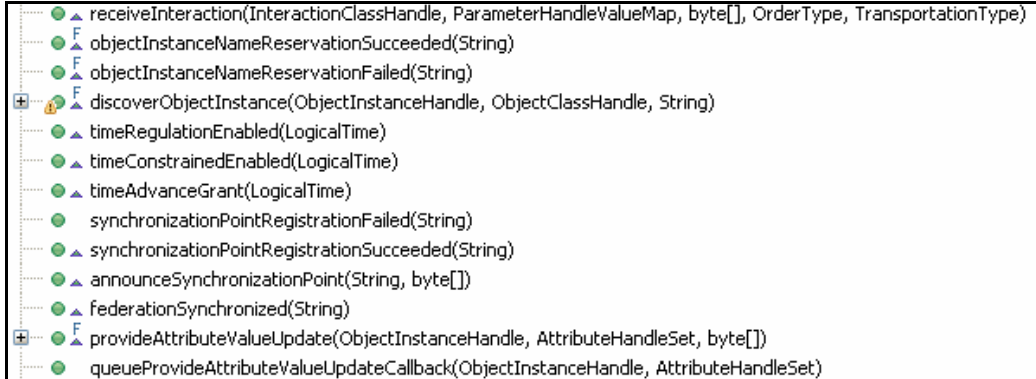 receiveInteraction(InteractionClassHandle, ParameterHandleValueMap, byte[], OrderType, TransportationType)
F objectInstanceNameReservationSucceeded(String)
F objectInstanceNameReservationFailed(String)
F discoverObjectInstance(ObjectInstanceHandle, ObjectClassHandle, String)
timeRegulationEnabled(LogicalTime)
timeConstrainedEnabled(LogicalTime)
timeAdvanceGrant(LogicalTime)
synchronizationPointRegistrationFailed(String)
synchronizationPointRegistrationSucceeded(String)
announceSynchronizationPoint(String, byte[])
federationSynchronized(String)
F provideAttributeValueUpdate(ObjectInstanceHandle, AttributeHandleSet, byte[])
queueProvideAttributeValueUpdateCallback(ObjectInstanceHandle, AttributeHandleSet)